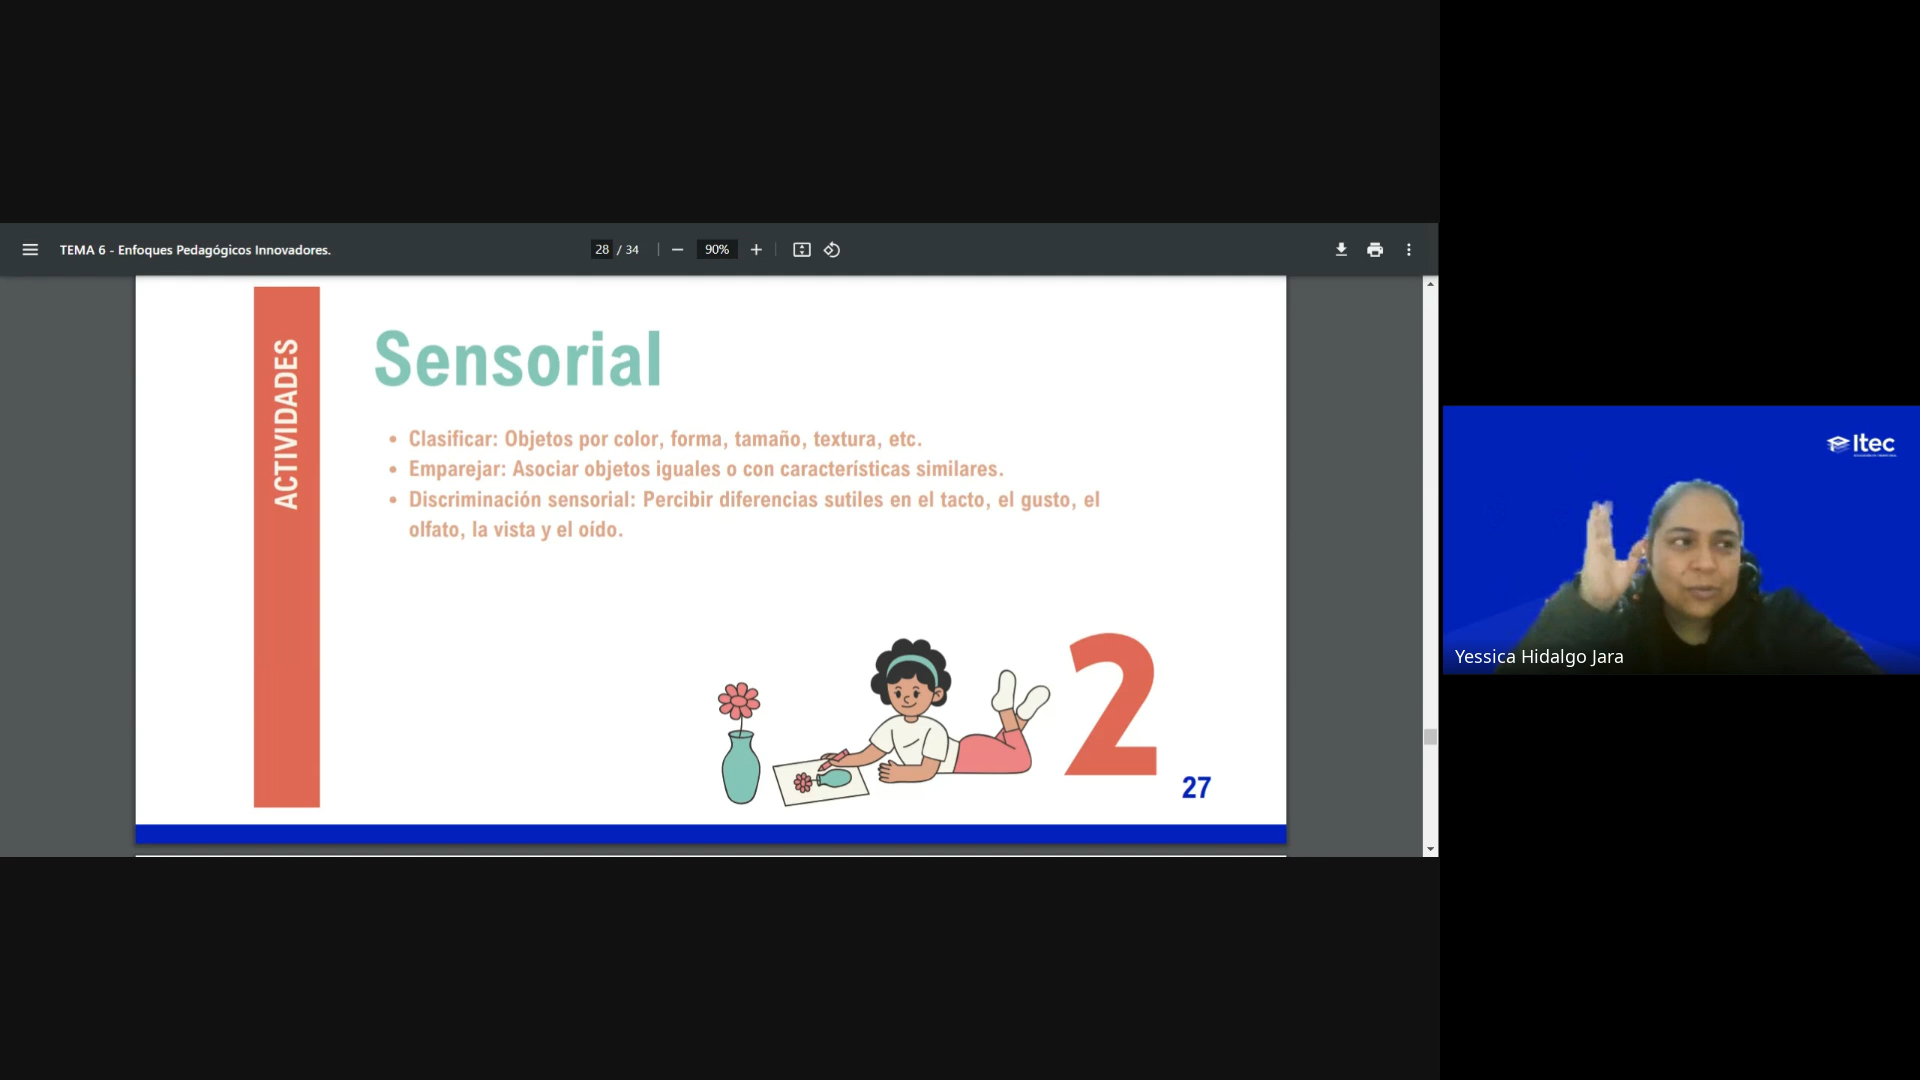 TEMA 6 - Enfoques Pedagógicos Innovadores.
28 / 34
90%
ACTIVIDADES
Sensorial
• Clasificar: Objetos por color, forma, tamaño, textura, etc.
• Emparejar: Asociar objetos iguales o con características similares.
• Discriminación sensorial: Percibir diferencias sutiles en el tacto, el gusto, el
olfato, la vista y el oído.
2
27
Itec
Yessica Hidalgo Jara